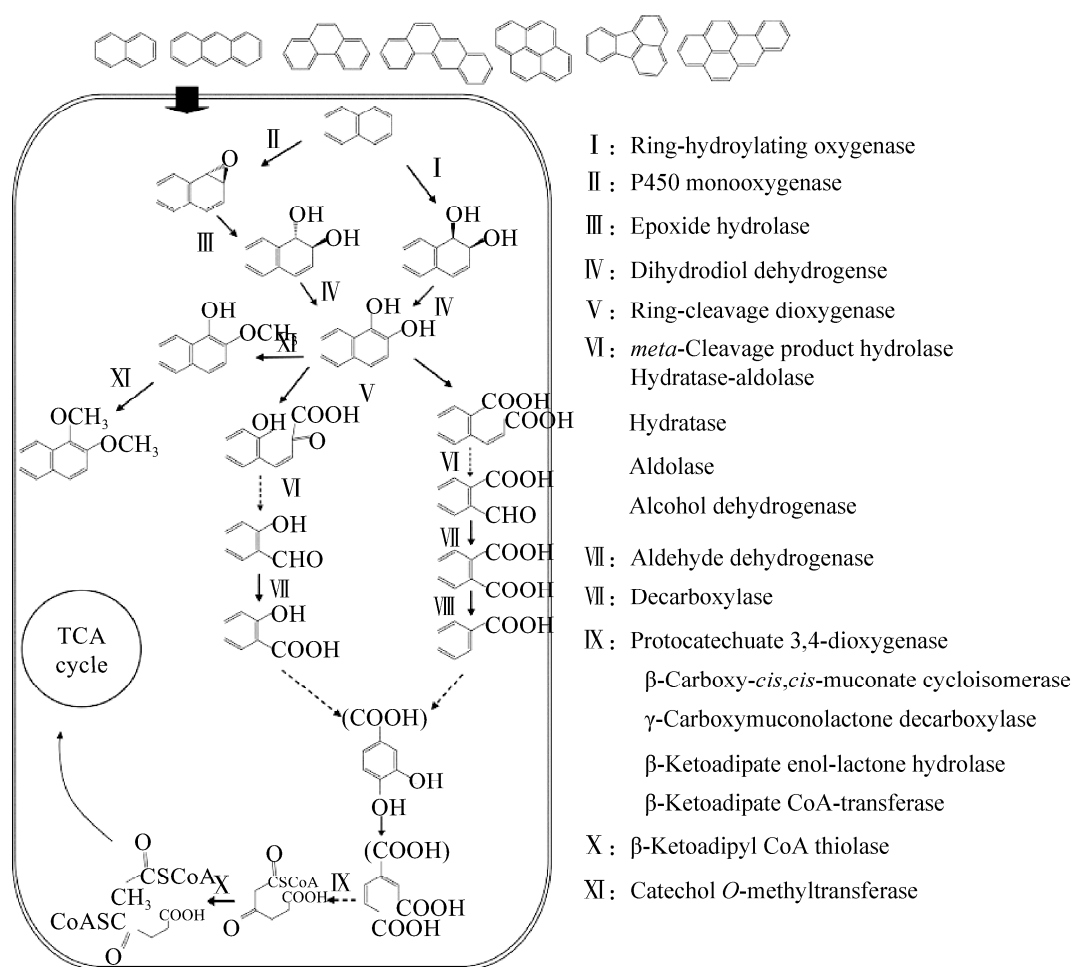 II
I
O
OH
OH
OH
OH
III
IV
IV
OH
OCH3
XI
OH
OH
XI
V
OCH3
OCH3
OH
COOH
O
COOH
COOH
VI
VI
COOH
CHO
OH
CHO
VII
VII
COOH
COOH
VIII
OH
COOH
COOH
TCA
cycle
(COOH)
OH
OH
(COOH)
COOH
COOH
IX
O
CSCoA
COOH
O
X
O
CSCoA
CH3
CoASC
COOH
O
I: Ring-hydroylating oxygenase
II: P450 monooxygenase
III: Epoxide hydrolase
IV: Dihydrodiol dehydrogense
V: Ring-cleavage dioxygenase
VI: meta-Cleavage product hydrolase
Hydratase-aldolase
Hydratase
Aldolase
Alcohol dehydrogenase
VII: Aldehyde dehydrogenase
VII: Decarboxylase
IX: Protocatechuate 3,4-dioxygenase
β-Carboxy-cis,cis-muconate cycloisomerase
γ-Carboxymuconolactone decarboxylase
β-Ketoadipate enol-lactone hydrolase
β-Ketoadipate CoA-transferase
X: β-Ketoadipyl CoA thiolase
XI: Catechol O-methyltransferase